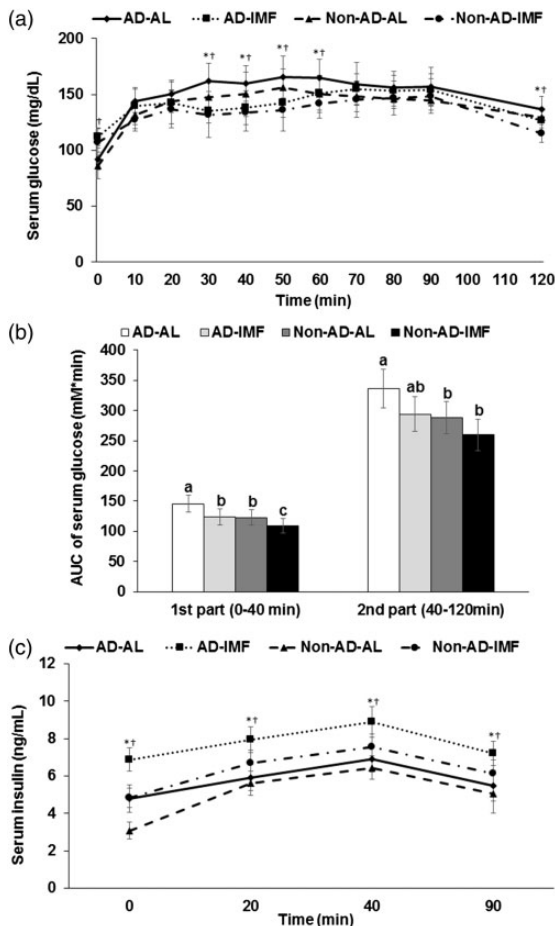 (a)
AD-AL AD-IMF Non-AD-AL Non-AD-IMF
Serum glucose (mg/dL)
200
150
100
50
0
† *† *† *† *† *†
0 10 20 30 40 50 60 70 80 90 120
Time (min)
(b)
AD-AL AD-IMF Non-AD-AL Non-AD-IMF
AUC of serum glucose (mM*min)
400
350
300
250
200
150
100
50
0
a b b c a ab b b
1st part (0-40 min) 2nd part (40-120min)
(c)
AD-AL AD-IMF Non-AD-AL Non-AD-IMF
Serum Insulin (ng/mL)
12
10
8
6
4
2
0
*† *† *† *†
0 20 40 90
Time (min)